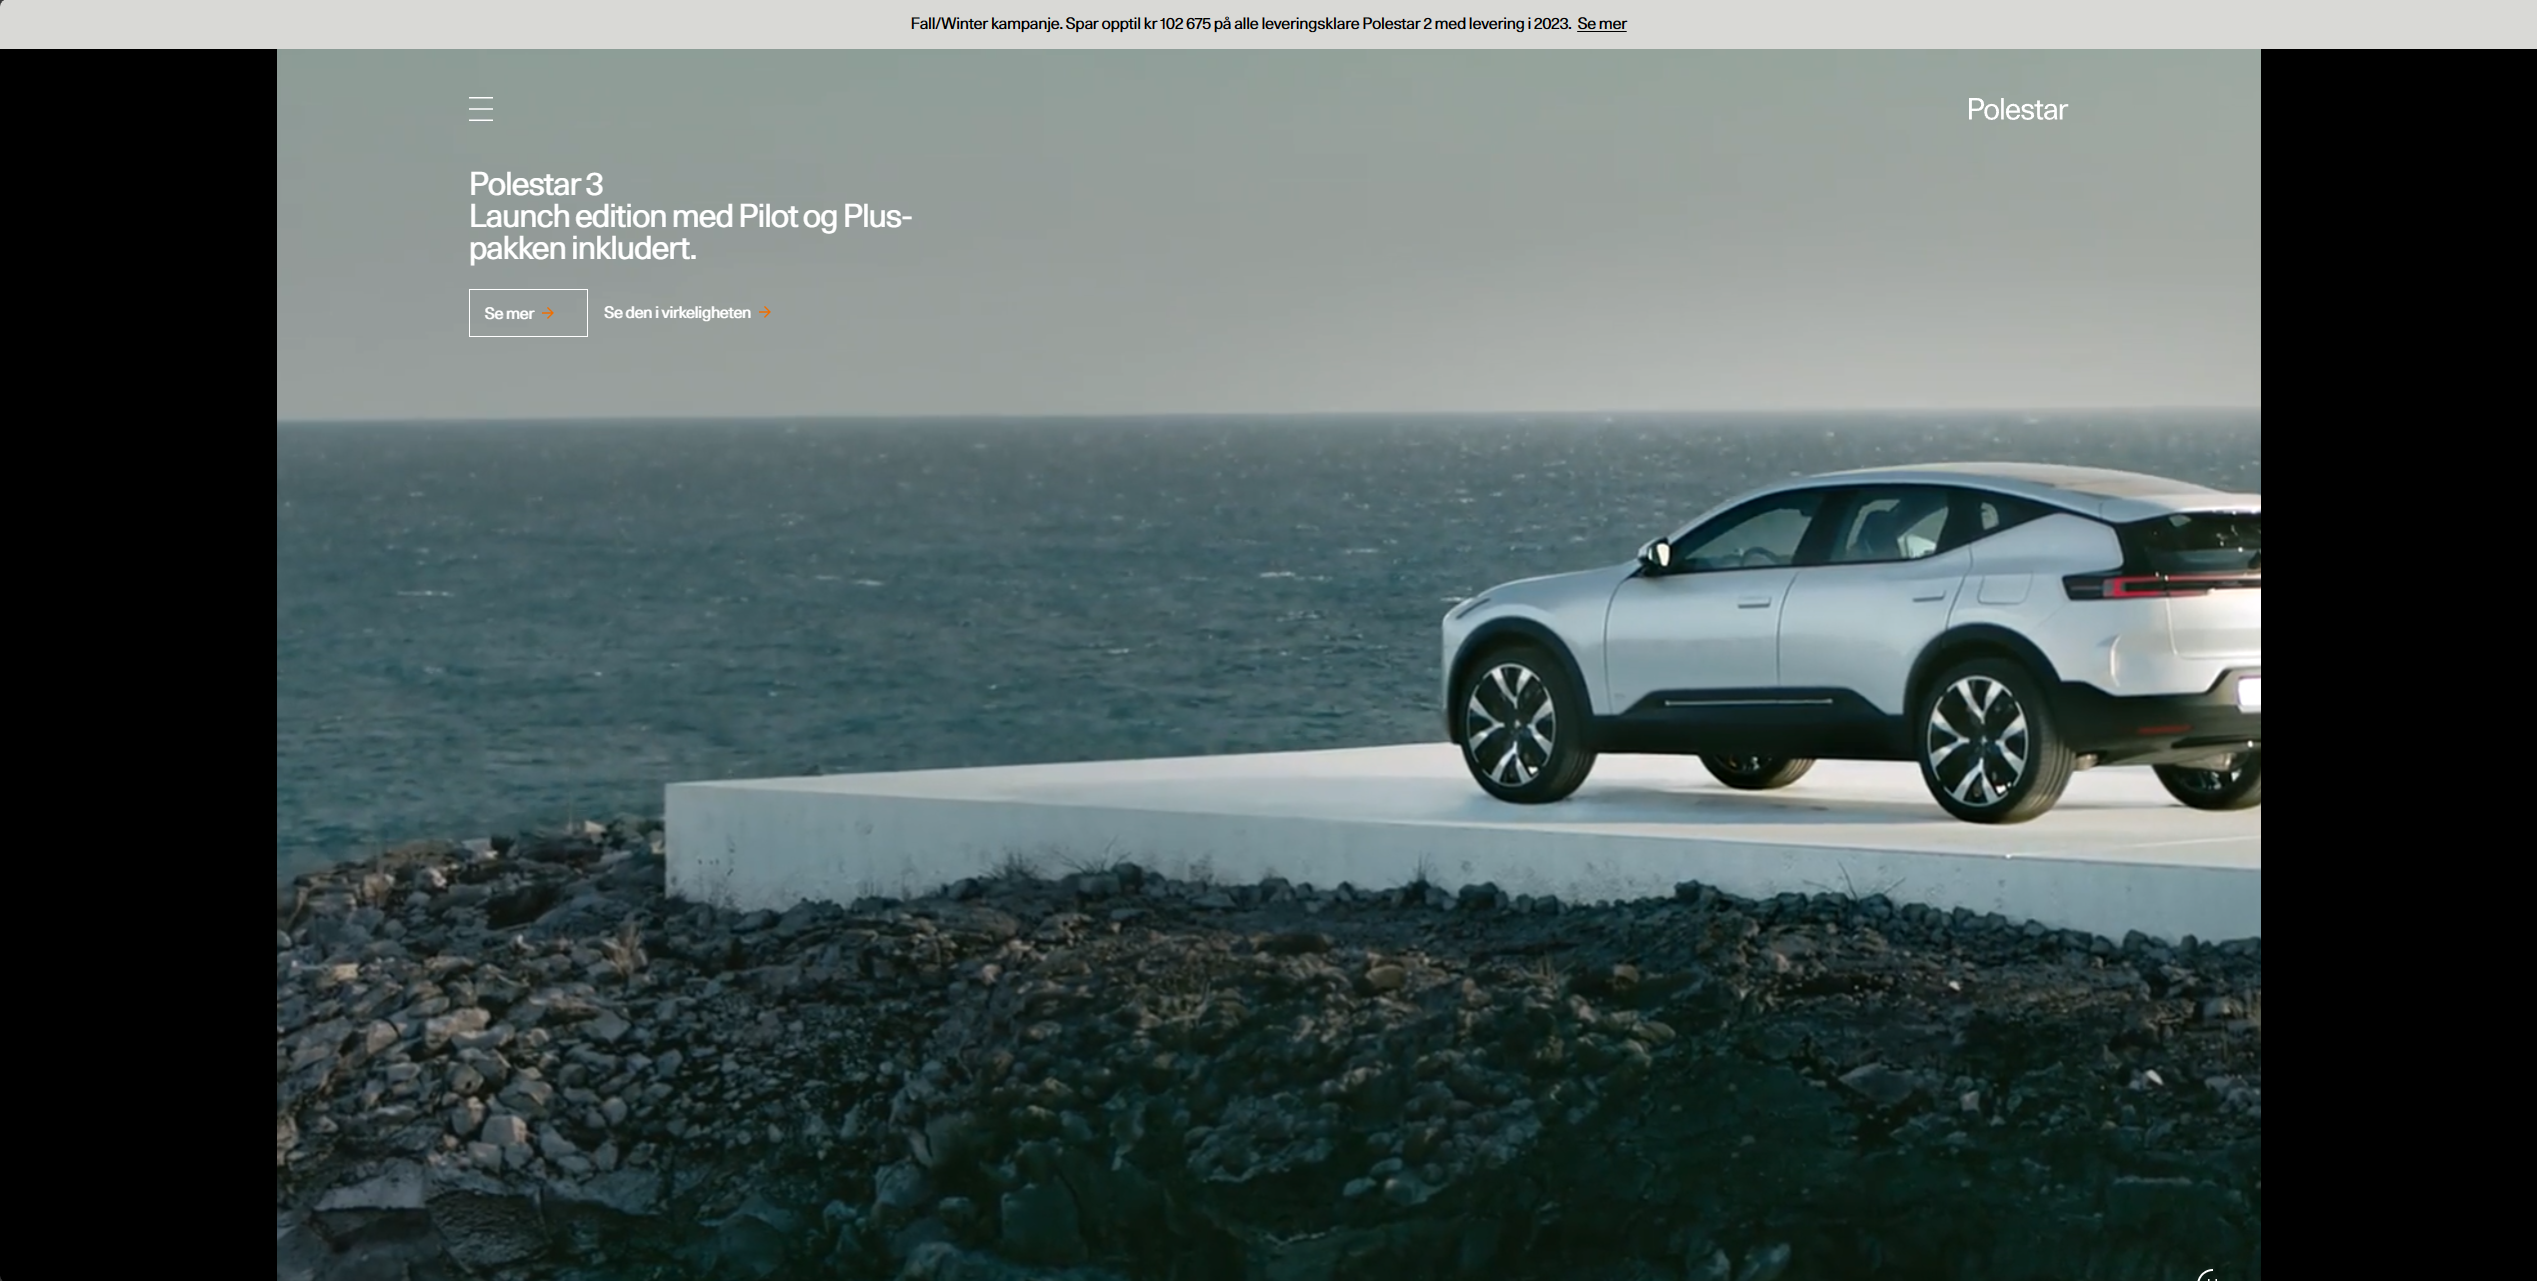 Fall/Winter kampanje. Spar opptil kr 102 675 på alle leveringsklare Polestar 2 med levering i 2023. Se mer
Polestar
Polestar 3
Launch edition med Pilot og Plus-
pakken inkludert.
Se mer → Se den i virkeligheten →